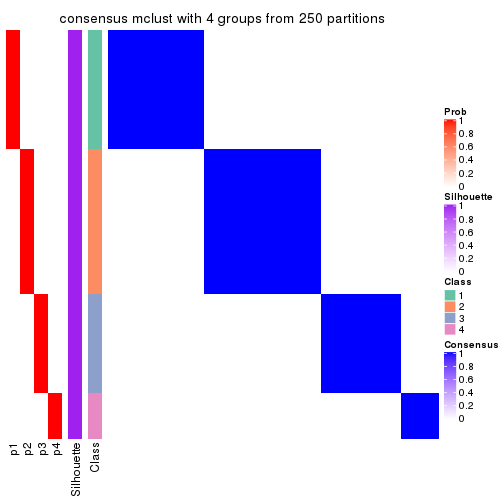 consensus mclust with 4 groups from 250 partitions
Prob
1
0.8
0.6
0.4
0.2
0
Silhouette
1
0.8
0.6
0.4
0.2
0
Class
1
2
3
4
Consensus
1
0.8
0.6
0.4
0.2
0
p1
p2
p3
p4
Silhouette
Class